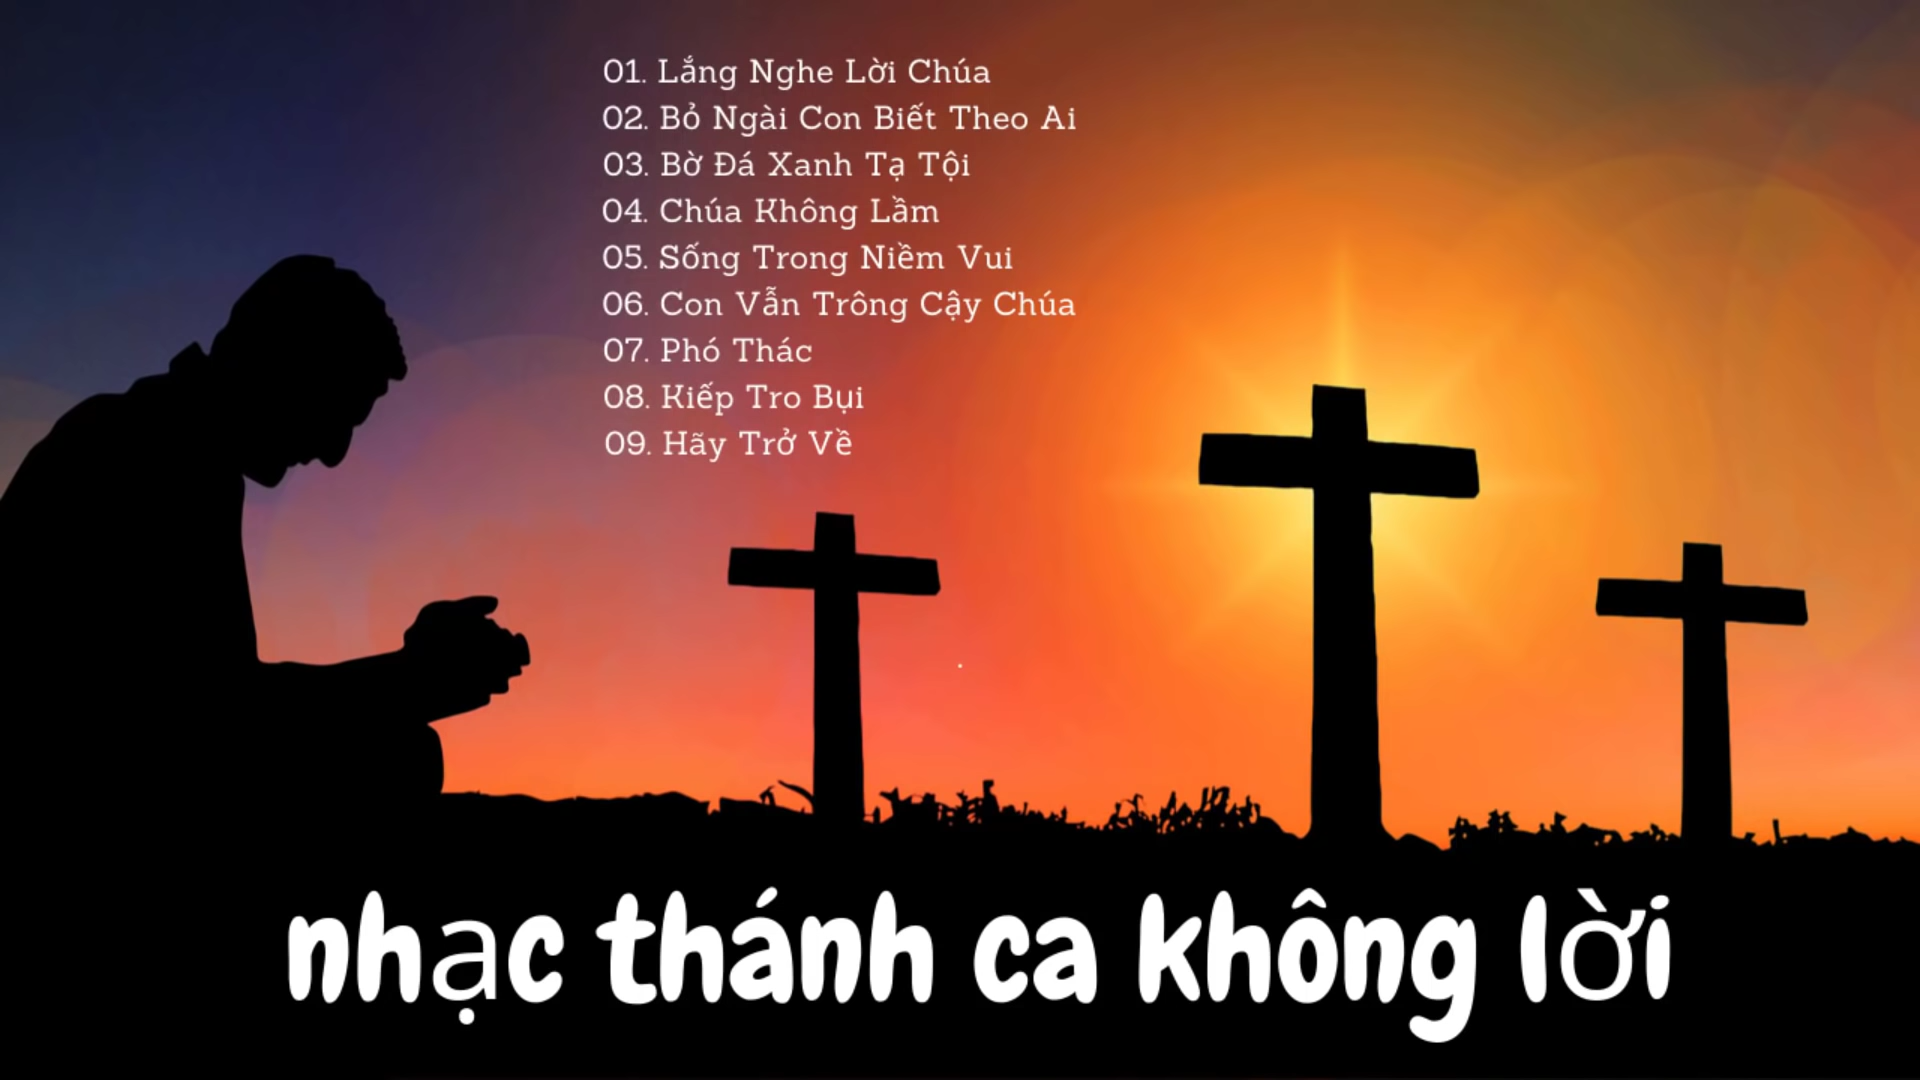 01. Lắng Nghe Lời Chúa
02. Bỏ Ngài Con Biết Theo Ai
03. Bờ Đá Xanh Tạ Tội
04. Chúa Không Lầm
05. Sống Trong Niềm Vui
06. Con Vẫn Trông Cậy Chúa
07. Phó Thác
08. Kiếp Tro Bụi
09. Hãy Trở Về
nhạc thánh ca không lời